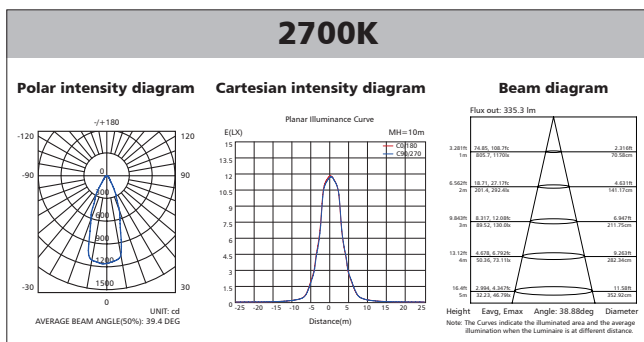 2700K
Polar intensity diagram
Cartesian intensity diagram
Beam diagram
-/+180
-120
120
-90
90
-30
30
0
0
300
600
900
1200
1500
UNIT: cd
AVERAGE BEAM ANGLE(50%): 39.4 DEG
Planar Illuminance Curve
E(LX)
MH=10m
C0/180
C90/270
15
13.5
12
10.5
9
7.5
6
4.5
3
1.5
0
-25 -20 -15 -10 -5 0 5 10 15 20 25
Distance(m)
Flux out: 335.3 lm
3.281ft 74.85, 108.7fc 2.316ft
1m 805.7, 1170lx 70.58cm
6.562ft 18.71, 27.17fc 4.631ft
2m 201.4, 292.4lx 141.17cm
9.843ft 8.317, 12.08fc 6.947ft
3m 89.52, 130.0lx 211.75cm
13.12ft 4.678, 6.792fc 9.262ft
4m 50.36, 73.11lx 282.34cm
16.4ft 2.994, 4.347fc 11.58ft
5m 32.23, 46.79lx 352.92cm
Height Eavg, Emax Angle: 38.88deg Diameter
Note: The Curves indicate the illuminated area and the average
illumination when the Luminaire is at different distance.